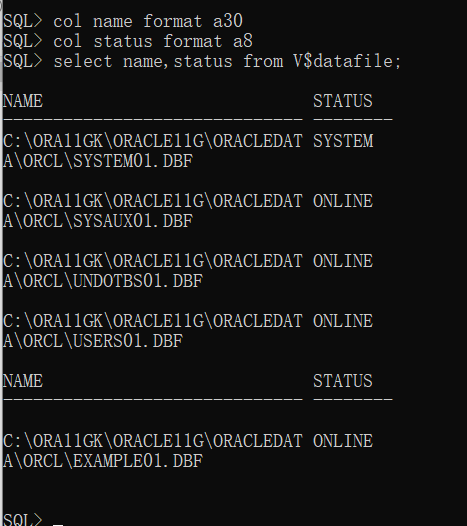 SQL> col name format a30
SQL> col status format a8
SQL> select name,status from V$datafile;
NAME                           STATUS
------------------------------ --------
C:\ORA11GK\ORACLE11G\ORACLEDAT SYSTEM
A\ORCL\SYSTEM01.DBF
C:\ORA11GK\ORACLE11G\ORACLEDAT ONLINE
A\ORCL\SYSAUX01.DBF
C:\ORA11GK\ORACLE11G\ORACLEDAT ONLINE
A\ORCL\UNDOTBS01.DBF
C:\ORA11GK\ORACLE11G\ORACLEDAT ONLINE
A\ORCL\USERS01.DBF
NAME                           STATUS
------------------------------ --------
C:\ORA11GK\ORACLE11G\ORACLEDAT ONLINE
A\ORCL\EXAMPLE01.DBF
SQL> _